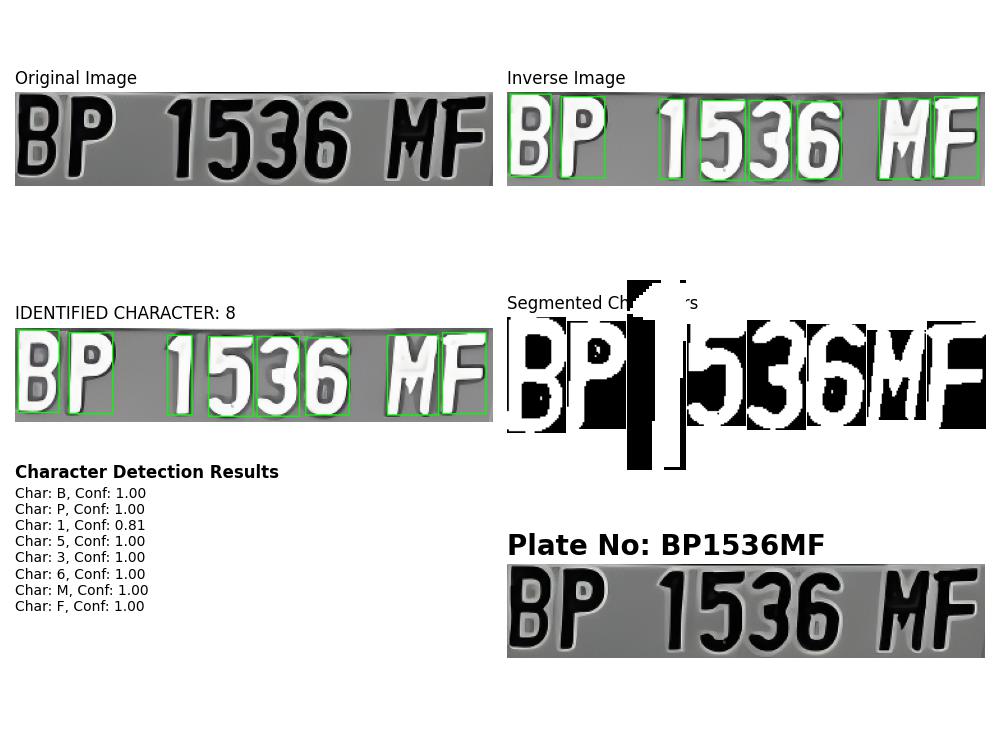 Original Image
BP 1536 MF
Inverse Image
BP 1536 MF
IDENTIFIED CHARACTER: 8
BP 1536 MF
Segmented Ch rs
BP1536MF
Character Detection Results
Char: B, Conf: 1.00
Char: P, Conf: 1.00
Char: 1, Conf: 0.81
Char: 5, Conf: 1.00
Char: 3, Conf: 1.00
Char: 6, Conf: 1.00
Char: M, Conf: 1.00
Char: F, Conf: 1.00
Plate No: BP1536MF
BP 1536 MF